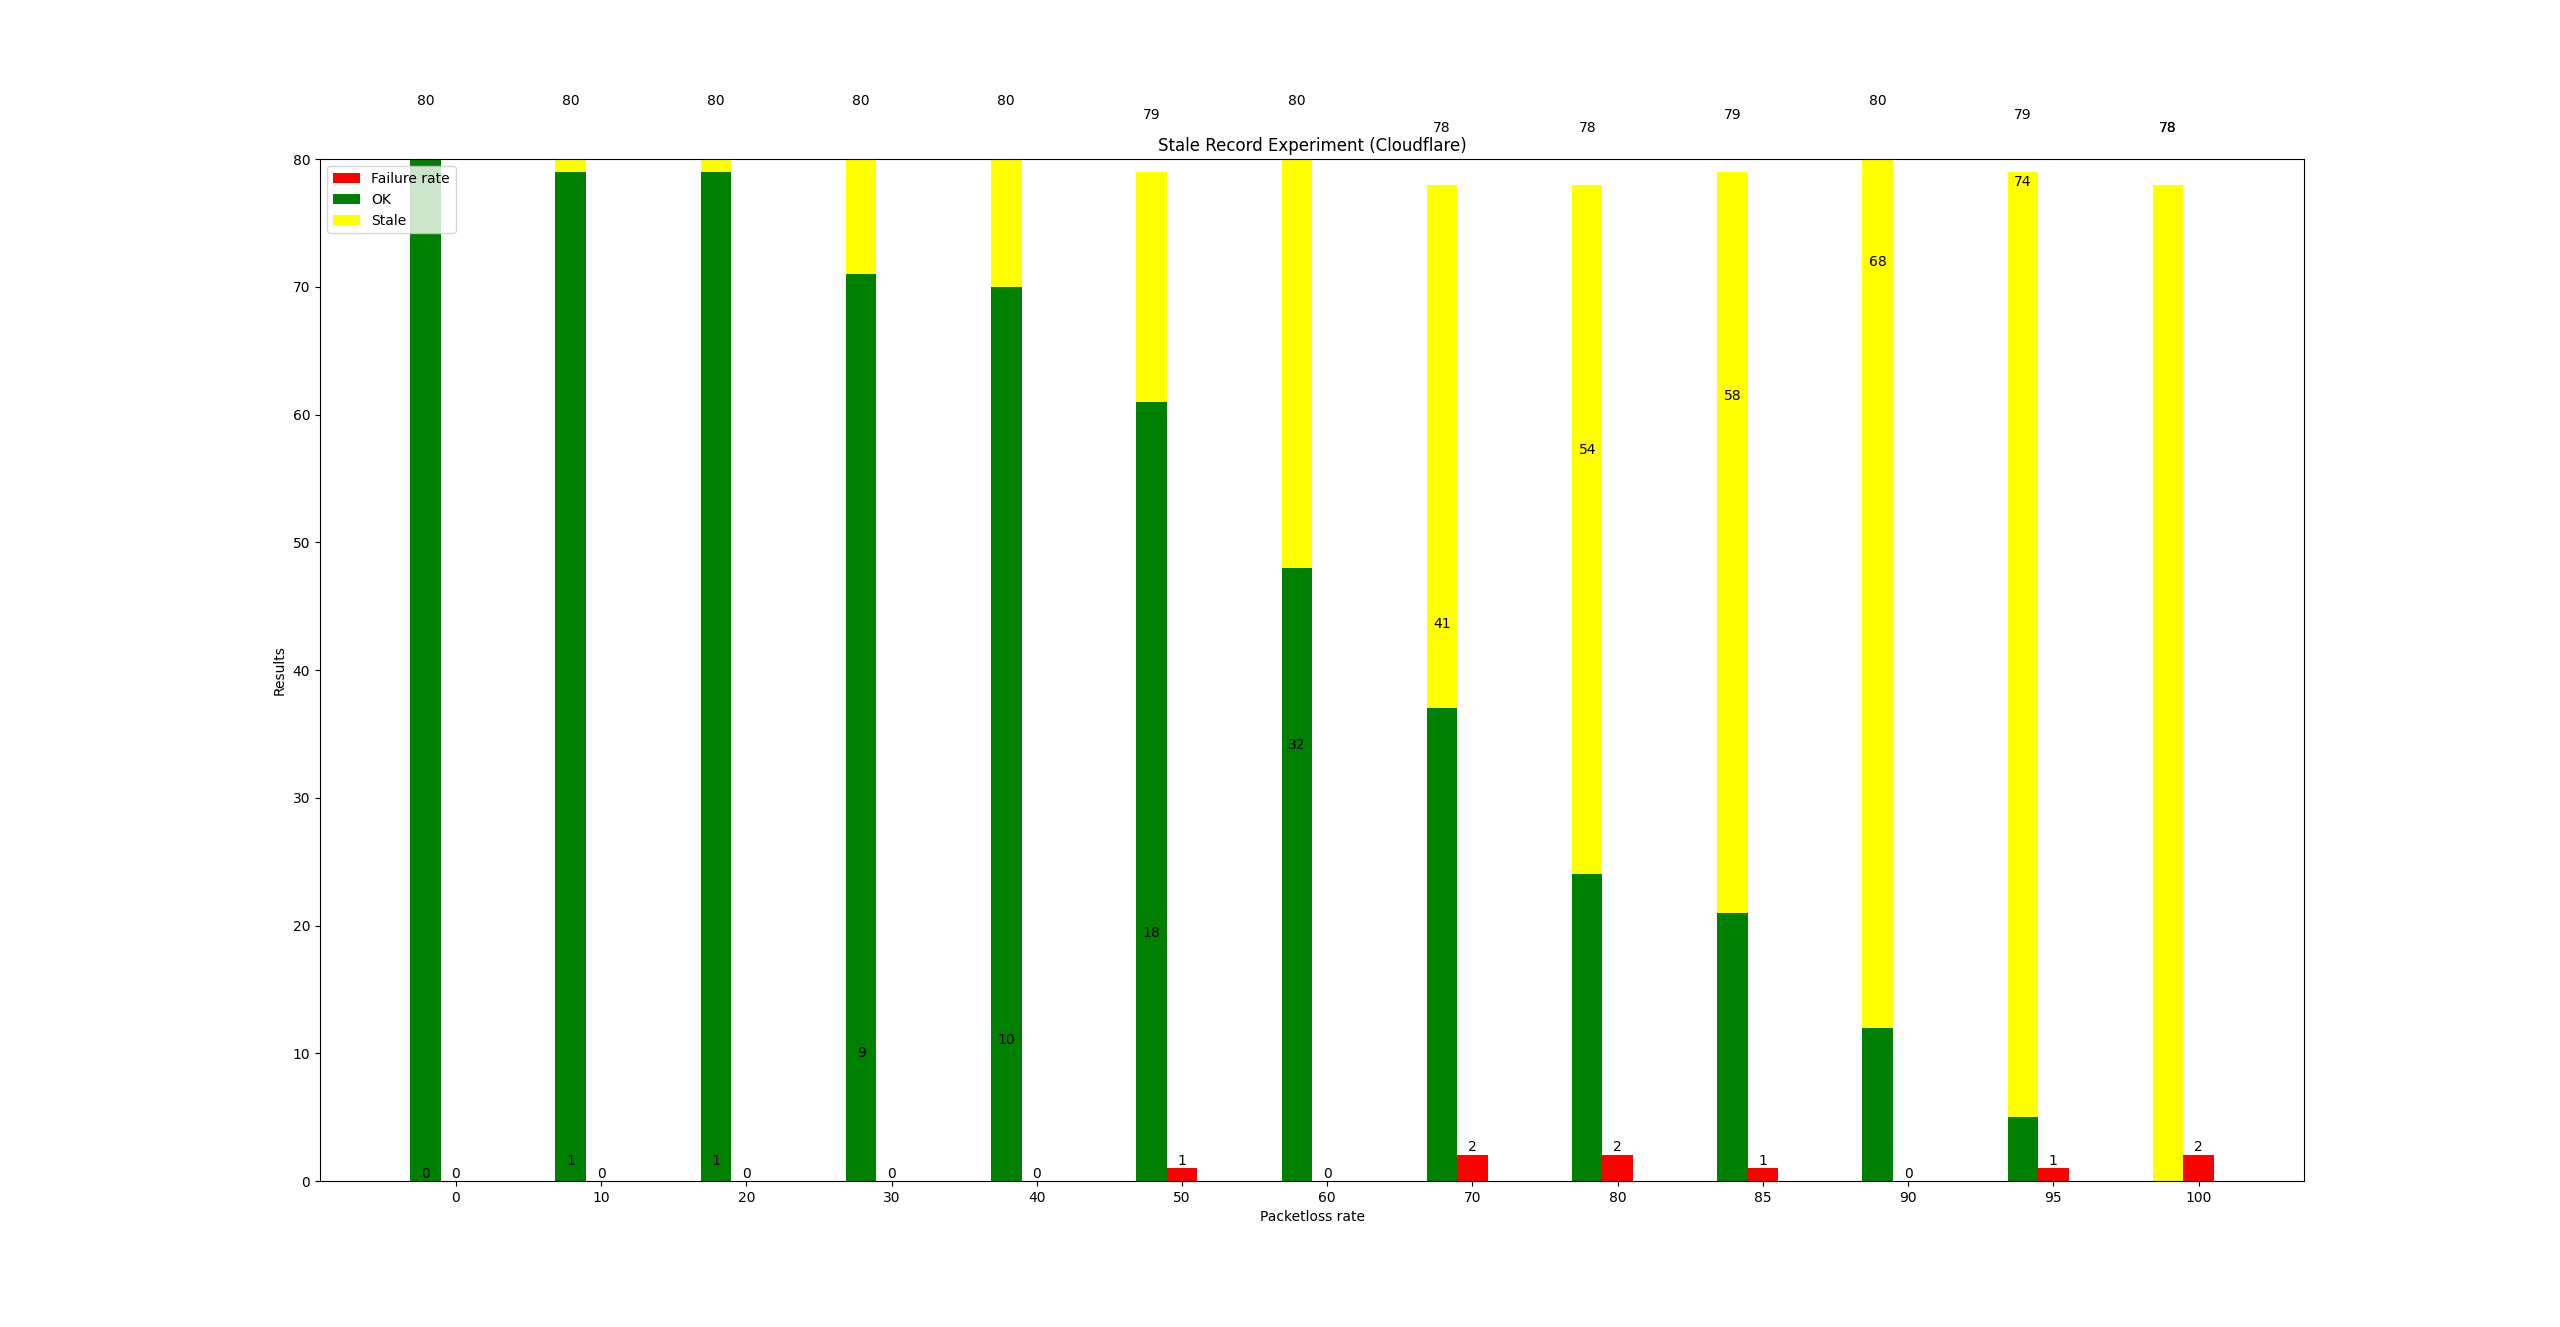 80 80 80 80 80 79 80 78 78 79 80 79 78
Stale Record Experiment (Cloudflare)
Failure rate
OK
Stale
80
70
60
50
40
30
20
10
0
Results
74
68
58
54
41
32
18
10
9
0 0 1 0 1 0 0 0 1 0 2 2 1 0 1 2
0 10 20 30 40 50 60 70 80 85 90 95 100
Packetloss rate